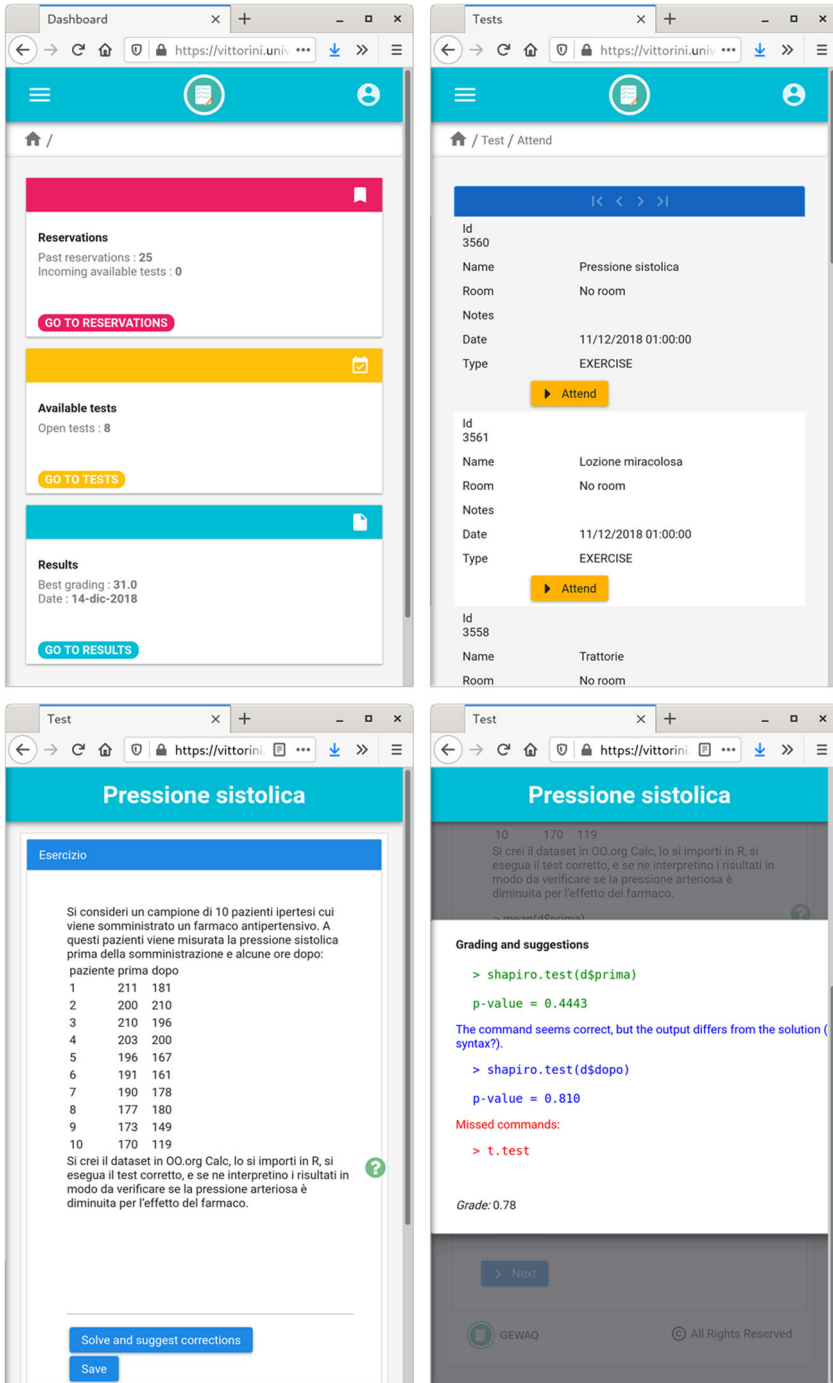 Dashboard
https://vittorini.univ
/
Reservations
Past reservations : 25
Incoming available tests : 0
GO TO RESERVATIONS
Available tests
Open tests : 8
GO TO TESTS
Results
Best grading : 31.0
Date : 14-dic-2018
GO TO RESULTS
Tests
https://vittorini.univ
/ Test / Attend
Id
3560
Name Pressione sistolica
Room No room
Notes
Date 11/12/2018 01:00:00
Type EXERCISE
Attend
Id
3561
Name Lozione miracolosa
Room No room
Notes
Date 11/12/2018 01:00:00
Type EXERCISE
Attend
Id
3558
Name Trattorie
Room No room
Test
https://vittorini.
Pressione sistolica
Esercizio
Si consideri un campione di 10 pazienti ipertesi cui
viene somministrato un farmaco antipertensivo. A
questi pazienti viene misurata la pressione sistolica
prima della somministrazione e alcune ore dopo:
paziente prima dopo
1 211 181
2 200 210
3 210 196
4 203 200
5 196 167
6 191 161
7 190 178
8 177 180
9 173 149
10 170 119
Si crei il dataset in OO.org Calc, lo si importi in R, si
esegua il test corretto, e se ne interpretino i risultati in
modo da verificare se la pressione arteriosa è
diminuita per l'effetto del farmaco.
?
Solve and suggest corrections
Save
Test
https://vittorini.
Pressione sistolica
10 170 119
Si crei il dataset in OO.org Calc, lo si importi in R, si
esegua il test corretto, e se ne interpretino i risultati in
modo da verificare se la pressione arteriosa è
diminuita per l'effetto del farmaco.
> mean(d$prima)
?
Grading and suggestions
> shapiro.test(d$prima)
p-value = 0.4443
The command seems correct, but the output differs from the solution (
syntax?).
> shapiro.test(d$dopo)
p-value = 0.810
Missed commands:
> t.test
Grade: 0.78
> Next
GEWAQ
© All Rights Reserved